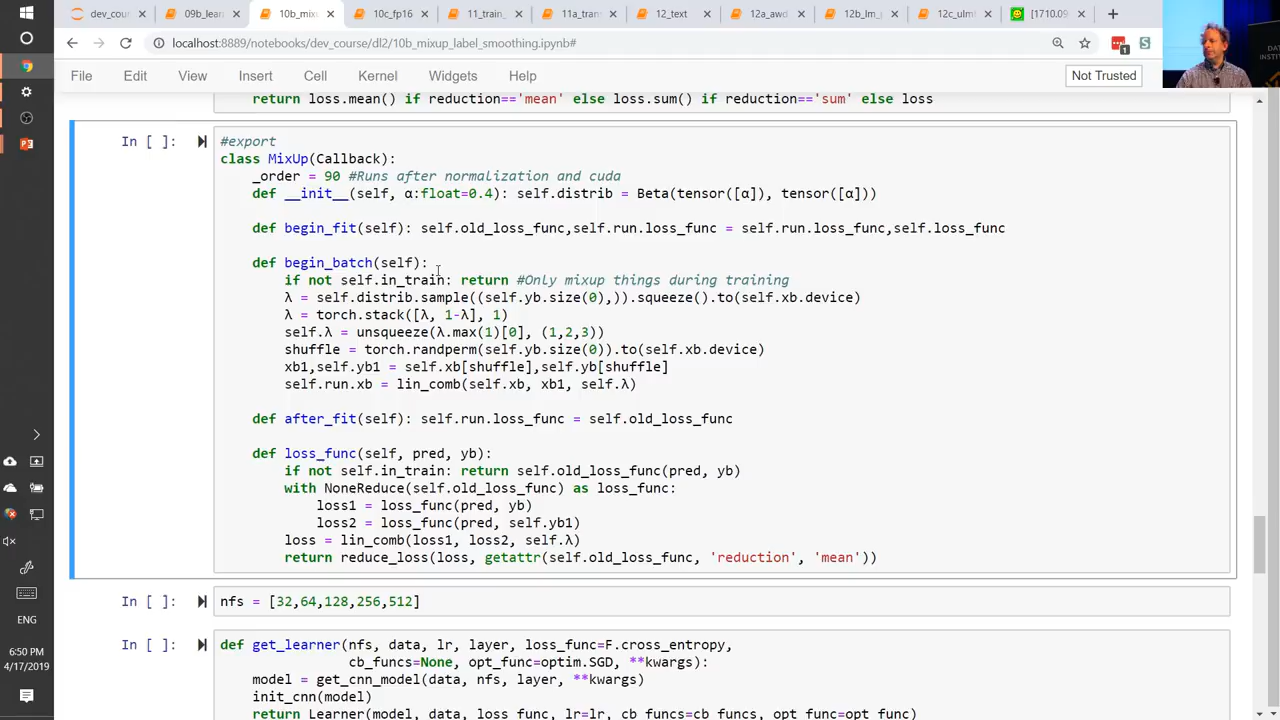 dev_cou
09b_lean
10b_mixu
10c_fp16
11_train_
11a_trans
12_text
12a_awd
12b_lm_j
12c_ulmf
[1710.09
localhost:8889/notebooks/dev_course/dl2/10b_mixup_label_smoothing.ipynb#
File Edit View Insert Cell Kernel Widgets Help
Not Trusted
return loss.mean() if reduction=='mean' else loss.sum() if reduction=='sum' else loss
In [ ]:
#export
class MixUp(Callback):
_order = 90 #Runs after normalization and cuda
def __init__(self, α:float=0.4): self.distrib = Beta(tensor([α]), tensor([α]))
def begin_fit(self): self.old_loss_func,self.run.loss_func = self.run.loss_func,self.loss_func
def begin_batch(self):
if not self.in_train: return #Only mixup things during training
λ = self.distrib.sample((self.yb.size(0),)).squeeze().to(self.xb.device)
λ = torch.stack([λ, 1-λ], 1)
self.λ = unsqueeze(λ.max(1)[0], (1,2,3))
shuffle = torch.randperm(self.yb.size(0)).to(self.xb.device)
xb1,self.yb1 = self.xb[shuffle],self.yb[shuffle]
self.run.xb = lin_comb(self.xb, xb1, self.λ)
def after_fit(self): self.run.loss_func = self.old_loss_func
def loss_func(self, pred, yb):
if not self.in_train: return self.old_loss_func(pred, yb)
with NoneReduce(self.old_loss_func) as loss_func:
loss1 = loss_func(pred, yb)
loss2 = loss_func(pred, self.yb1)
loss = lin_comb(loss1, loss2, self.λ)
return reduce_loss(loss, getattr(self.old_loss_func, 'reduction', 'mean'))
In [ ]:
nfs = [32,64,128,256,512]
In [ ]:
def get_learner(nfs, data, lr, layer, loss_func=F.cross_entropy,
cb_funcs=None, opt_func=optim.SGD, **kwargs):
model = get_cnn_model(data, nfs, layer, **kwargs)
init_cnn(model)
return Learner(model, data, loss_func, lr=lr, cb_funcs=cb_funcs, opt_func=opt_func)
ENG
6:50 PM
4/17/2019